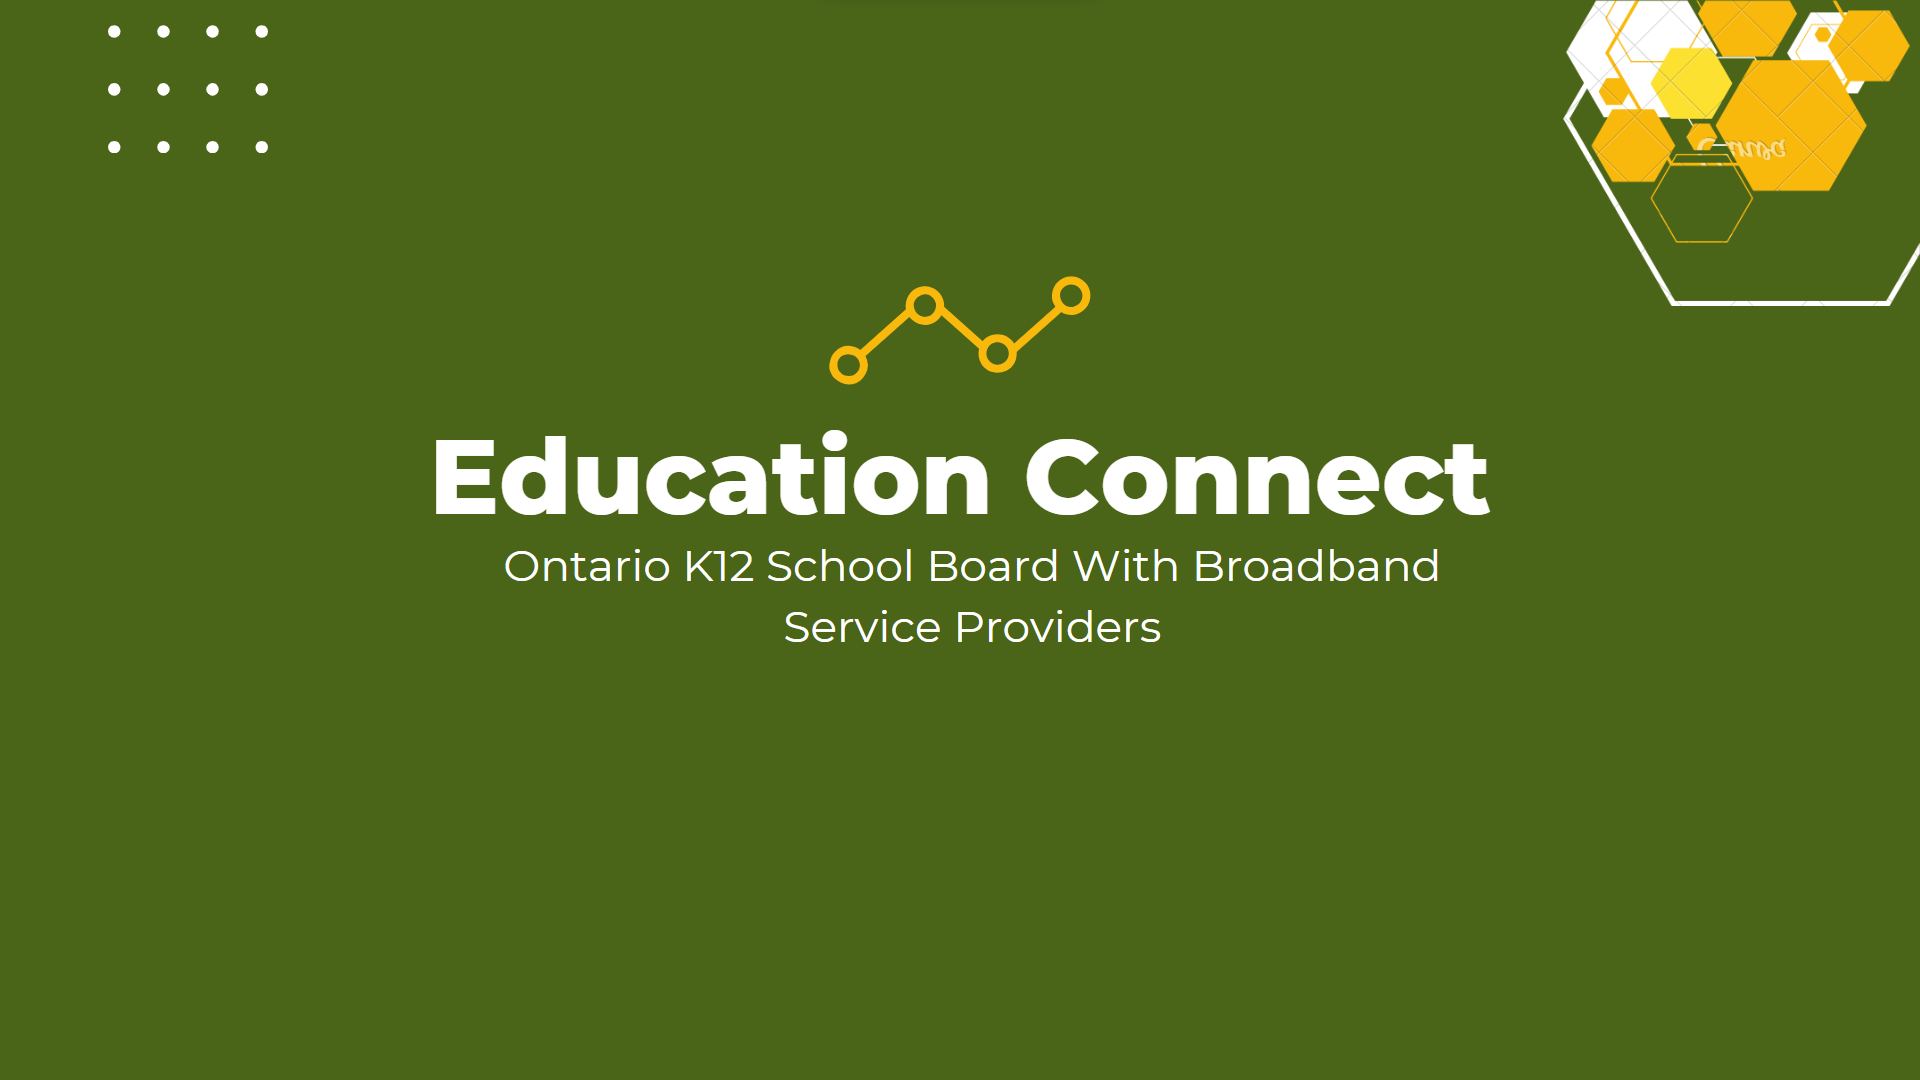 Education Connect
Ontario K12 School Board With Broadband
Service Providers